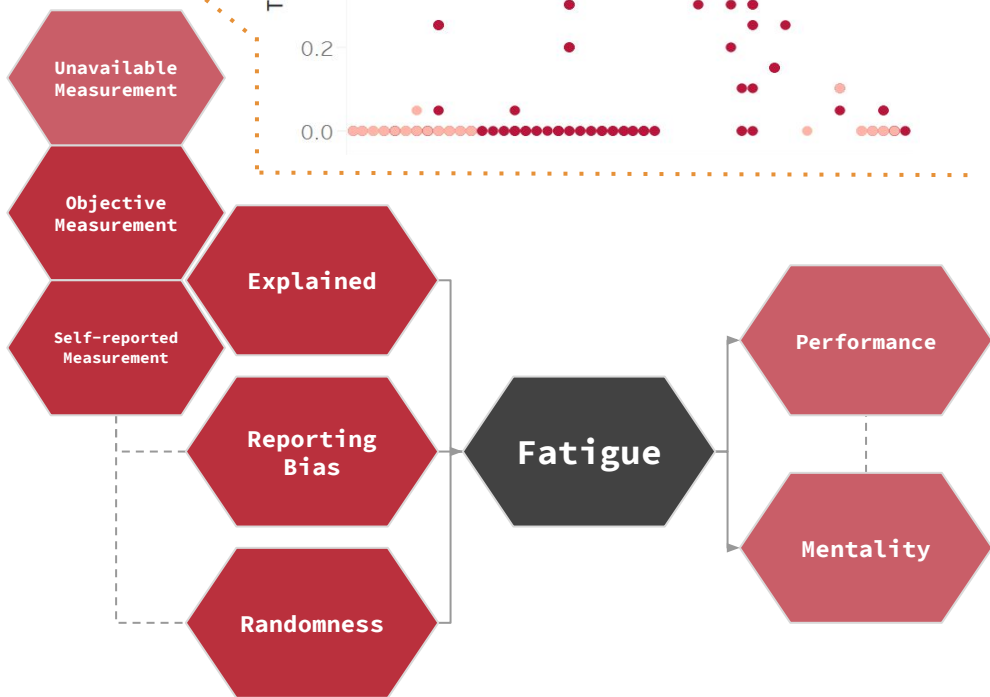 T
0.2
0.0
Unavailable
Measurement
Objective
Measurement
Self-reported
Measurement
Explained
Reporting
Bias
Randomness
Fatigue
Performance
Mentality